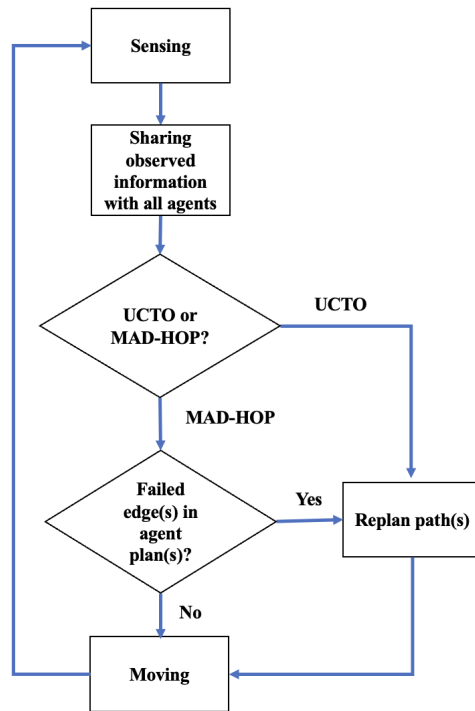 Sensing
Sharing
observed
information
with all agents
UCTO or
MAD-HOP?
UCTO
MAD-HOP
Failed
edge(s) in
agent
plan(s)?
Yes
Replan path(s)
No
Moving